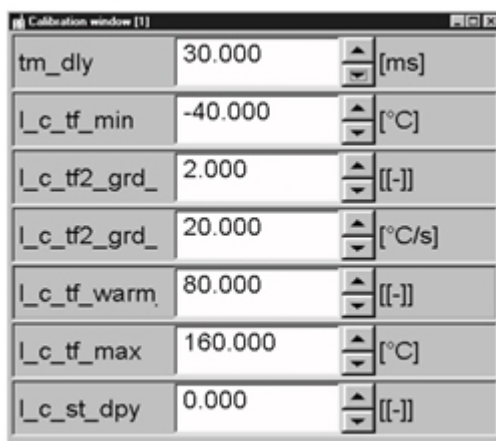 Calibration window [1]
tm_dly 30.000 [ms]
l_c_tf_min -40.000 [°C]
l_c_tf2_grd_ 2.000 [[-]]
l_c_tf2_grd_ 20.000 [°C/s]
l_c_tf_warm 80.000 [[-]]
l_c_tf_max 160.000 [°C]
l_c_st_dpy 0.000 [[-]]